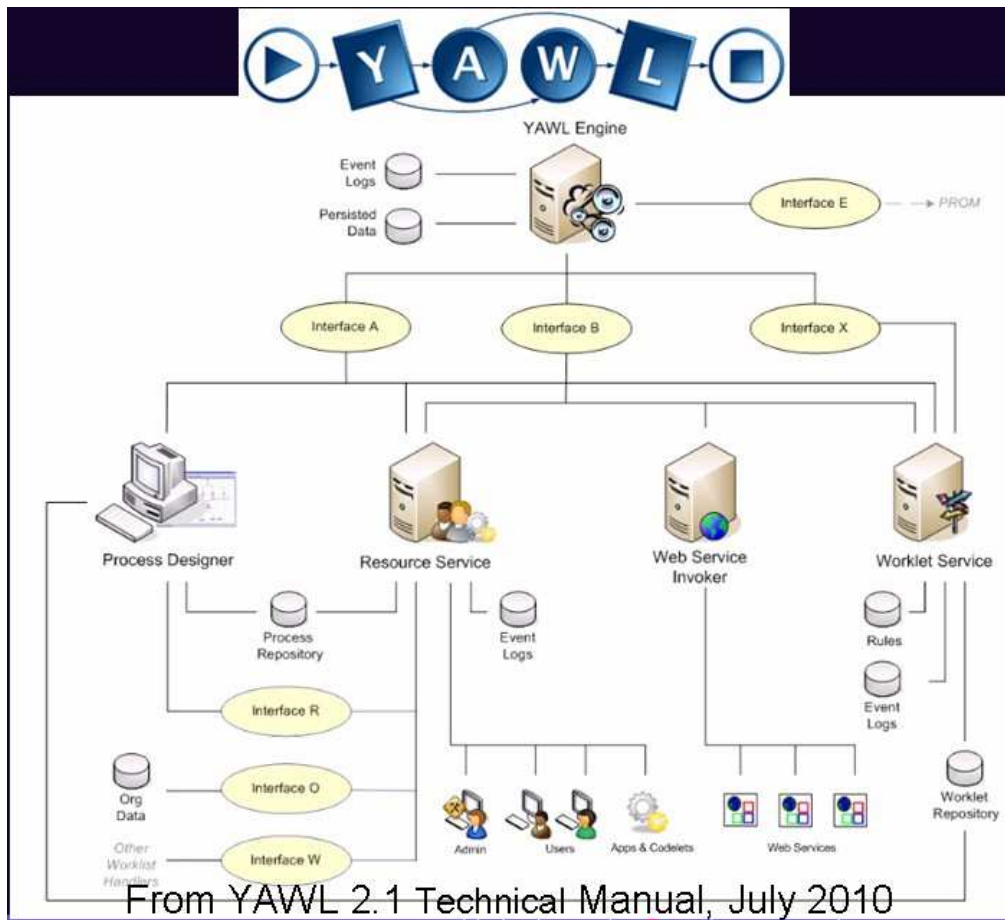 YAWL
YAWL Engine
Event
Logs
Persisted
Data
Interface E
PROM
Interface A
Interface B
Interface X
Process Designer
Resource Service
Web Service
Invoker
Worklet Service
Process
Repository
Event
Logs
Rules
Event
Logs
Interface R
Org
Data
Interface O
Worklet
Repository
Admin
Users
Apps & Codelets
Web Services
Other
Worklist
Handlers
Interface W
From YAWL 2.1 Technical Manual, July 2010